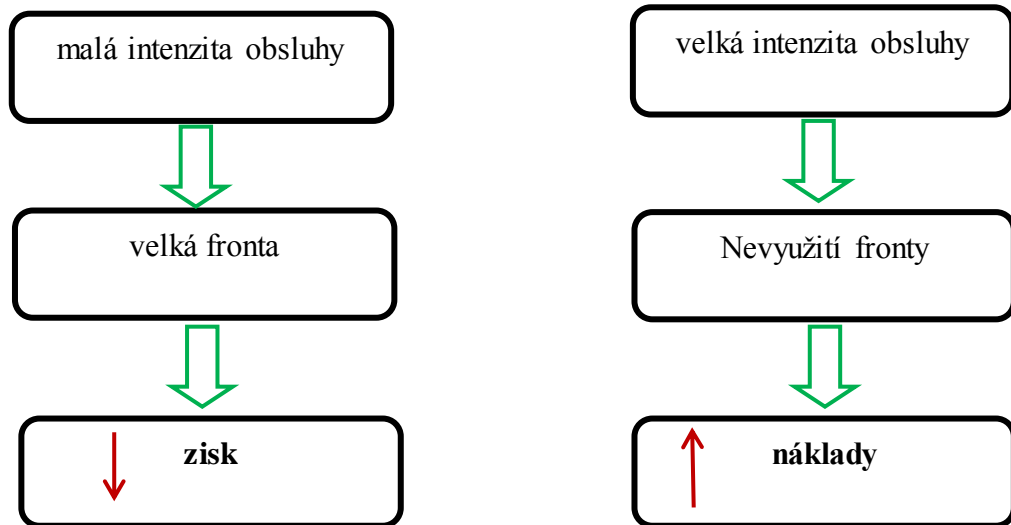 malá intenzita obsluhy
velká fronta
zisk
velká intenzita obsluhy
Nevyužití fronty
náklady